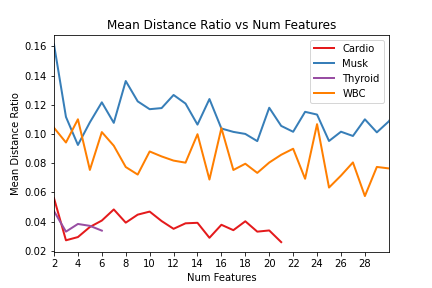 Mean Distance Ratio vs Num Features
Mean Distance Ratio
0.16
0.14
0.12
0.10
0.08
0.06
0.04
0.02
Cardio
Musk
Thyroid
WBC
2 4 6 8 10 12 14 16 18 20 22 24 26 28
Num Features